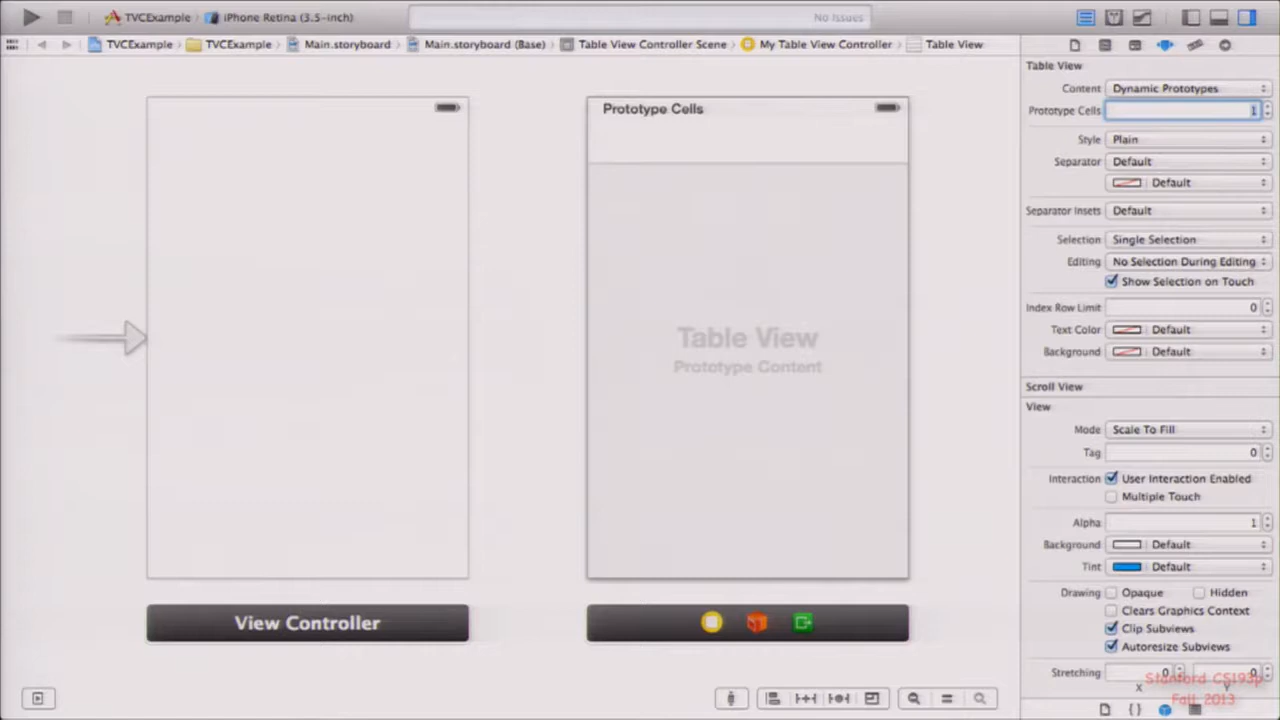 TVCExample
iPhone Retina (3.5-inch)
No Issues
TVCExample
TVCExample
Main.storyboard
Main.storyboard (Base)
Table View Controller Scene
My Table View Controller
Table View
Prototype Cells
Table View
Prototype Content
View Controller
Table View
Content Dynamic Prototypes
Prototype Cells 1
Style Plain
Separator Default
Default
Separator Insets Default
Selection Single Selection
Editing No Selection During Editing
Show Selection on Touch
Index Row Limit 0
Text Color Default
Background Default
Scroll View
View
Mode Scale To Fill
Tag 0
Interaction User Interaction Enabled
Multiple Touch
Alpha 1
Background Default
Tint Default
Drawing Opaque Hidden
Clears Graphics Context
Clip Subviews
Autoresize Subviews
Stretching 0 0
X Y
Stanford CS193p
Fall 2013